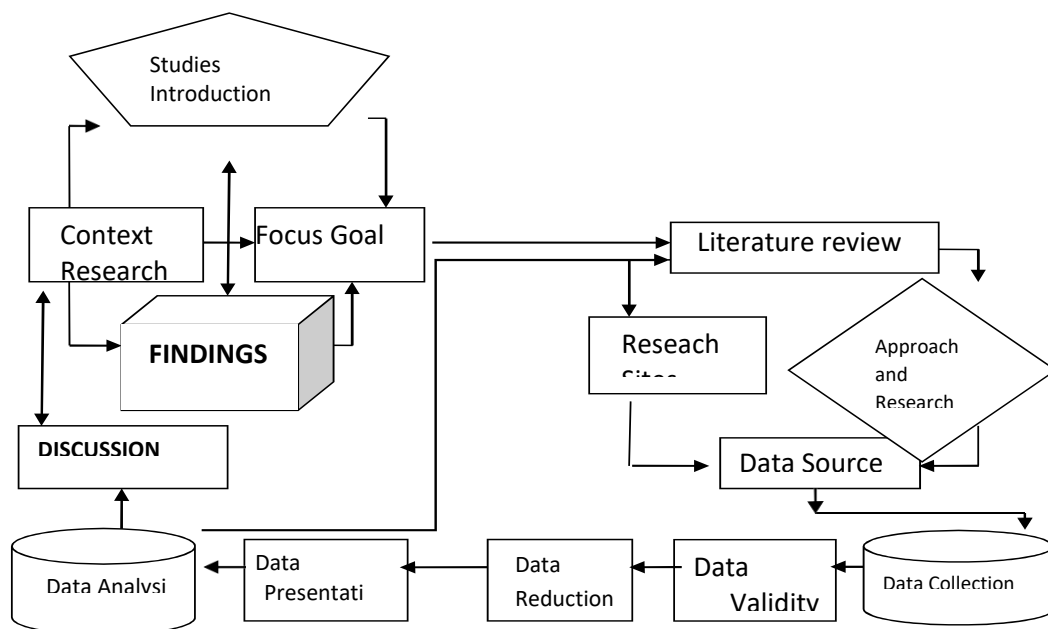 Studies
Introduction
Context
Research
Focus Goal
Literature review
FINDINGS
Reseach
Sites
Approach
and
Research
DISCUSSION
Data Source
Data Analysi
Data
Presentati
Data
Reduction
Data
Validity
Data Collection